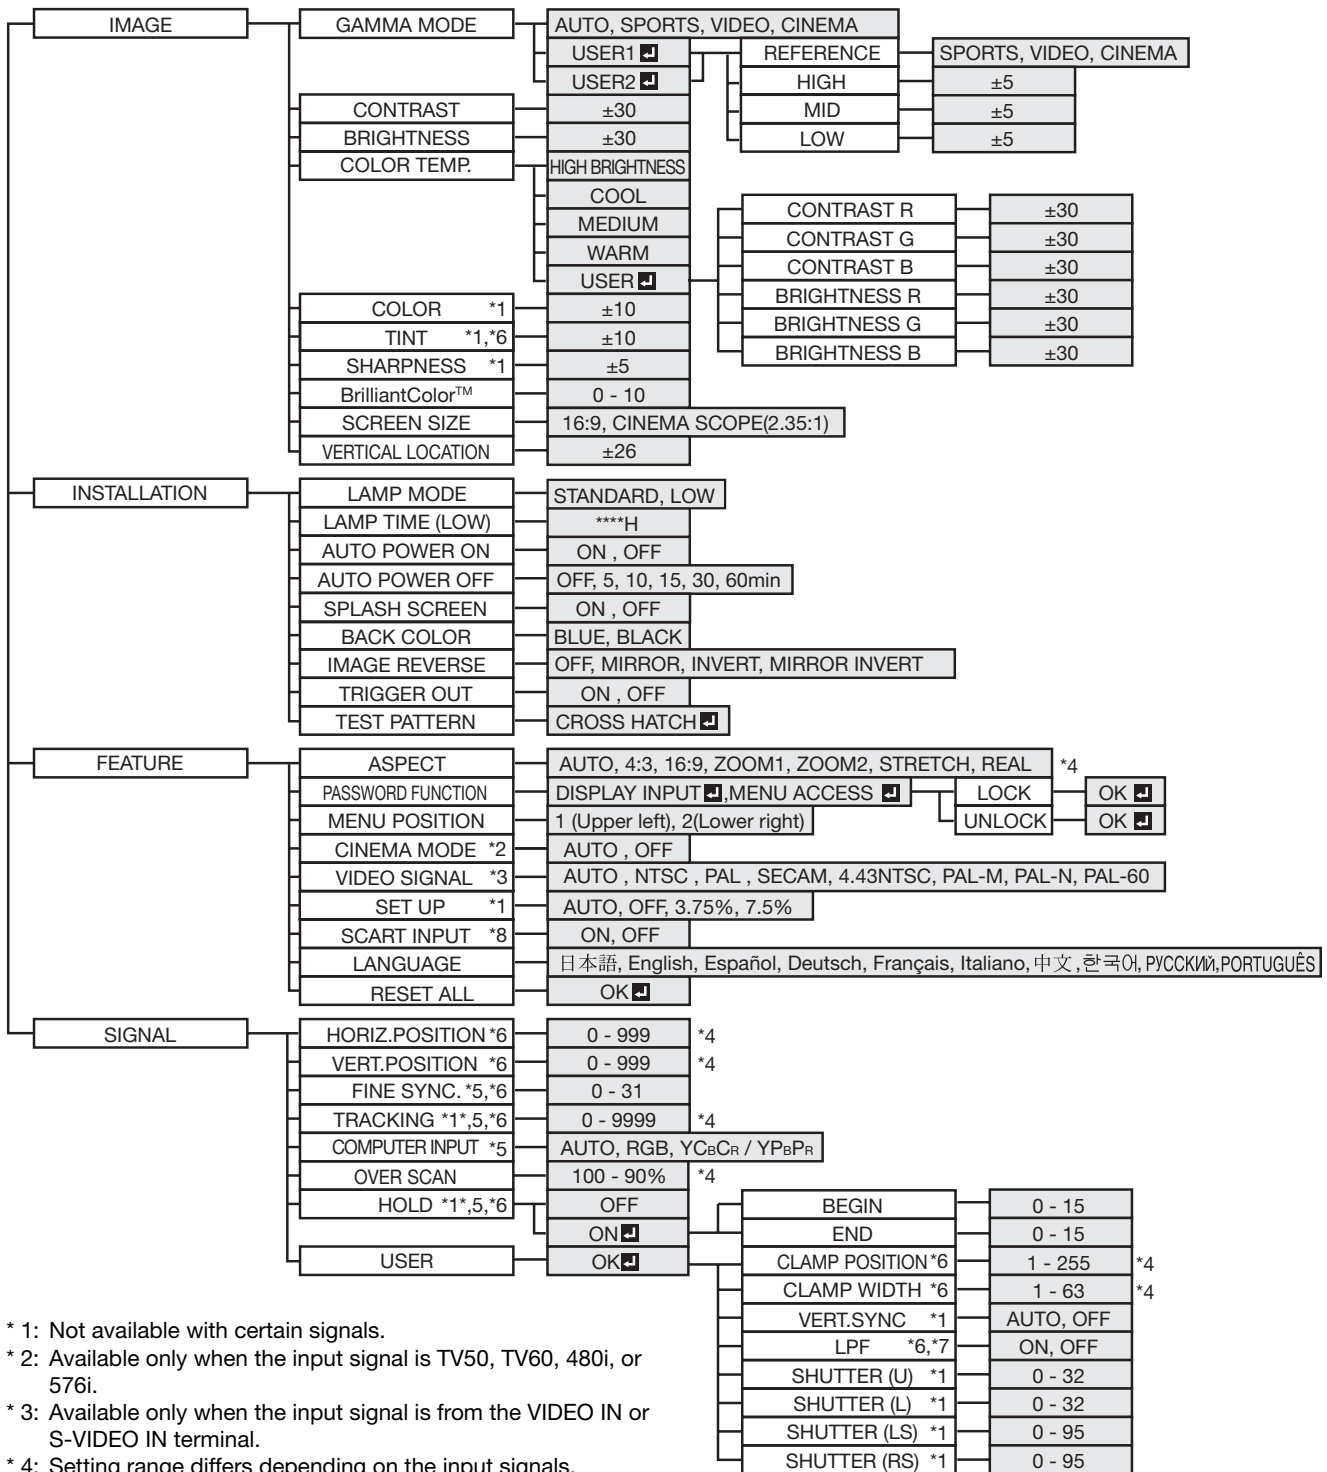 IMAGE GAMMA MODE AUTO, SPORTS, VIDEO, CINEMA
USER1 REFERENCE SPORTS, VIDEO, CINEMA
USER2 HIGH ±5
CONTRAST ±30 MID ±5
BRIGHTNESS ±30 LOW ±5
COLOR TEMP. HIGH BRIGHTNESS
COOL CONTRAST R ±30
MEDIUM CONTRAST G ±30
WARM CONTRAST B ±30
USER BRIGHTNESS R ±30
COLOR *1 ±10 BRIGHTNESS G ±30
TINT *1,*6 ±10 BRIGHTNESS B ±30
SHARPNESS *1 ±5
BrilliantColor™ 0 - 10
SCREEN SIZE 16:9, CINEMA SCOPE(2.35:1)
VERTICAL LOCATION ±26
INSTALLATION LAMP MODE STANDARD, LOW
LAMP TIME (LOW) ****H
AUTO POWER ON ON , OFF
AUTO POWER OFF OFF, 5, 10, 15, 30, 60min
SPLASH SCREEN ON , OFF
BACK COLOR BLUE, BLACK
IMAGE REVERSE OFF, MIRROR, INVERT, MIRROR INVERT
TRIGGER OUT ON , OFF
TEST PATTERN CROSS HATCH
FEATURE ASPECT AUTO, 4:3, 16:9, ZOOM1, ZOOM2, STRETCH, REAL *4
PASSWORD FUNCTION DISPLAY INPUT ,MENU ACCESS LOCK OK
MENU POSITION 1 (Upper left), 2(Lower right) UNLOCK OK
CINEMA MODE *2 AUTO , OFF
VIDEO SIGNAL *3 AUTO , NTSC , PAL , SECAM, 4.43NTSC, PAL-M, PAL-N, PAL-60
SET UP *1 AUTO, OFF, 3.75%, 7.5%
SCART INPUT *8 ON, OFF
LANGUAGE 日本語, English, Español, Deutsch, Français, Italiano, 中文 ,한국어, РУССКИЙ,PORTUGUÊS
RESET ALL OK
SIGNAL HORIZ.POSITION *6 0 - 999 *4
VERT.POSITION *6 0 - 999 *4
FINE SYNC. *5,*6 0 - 31
TRACKING *1*,5,*6 0 - 9999 *4
COMPUTER INPUT *5 AUTO, RGB, YCBCR / YPBPR
OVER SCAN 100 - 90% *4
HOLD *1*,5,*6 OFF BEGIN 0 - 15
ON END 0 - 15
USER OK CLAMP POSITION *6 1 - 255 *4
CLAMP WIDTH *6 1 - 63 *4
VERT.SYNC *1 AUTO, OFF
LPF *6,*7 ON, OFF
SHUTTER (U) *1 0 - 32
SHUTTER (L) *1 0 - 32
SHUTTER (LS) *1 0 - 95
SHUTTER (RS) *1 0 - 95
* 1: Not available with certain signals.
* 2: Available only when the input signal is TV50, TV60, 480i, or
576i.
* 3: Available only when the input signal is from the VIDEO IN or
S-VIDEO IN terminal.
* 4: Setting range differs depending on the input signals.